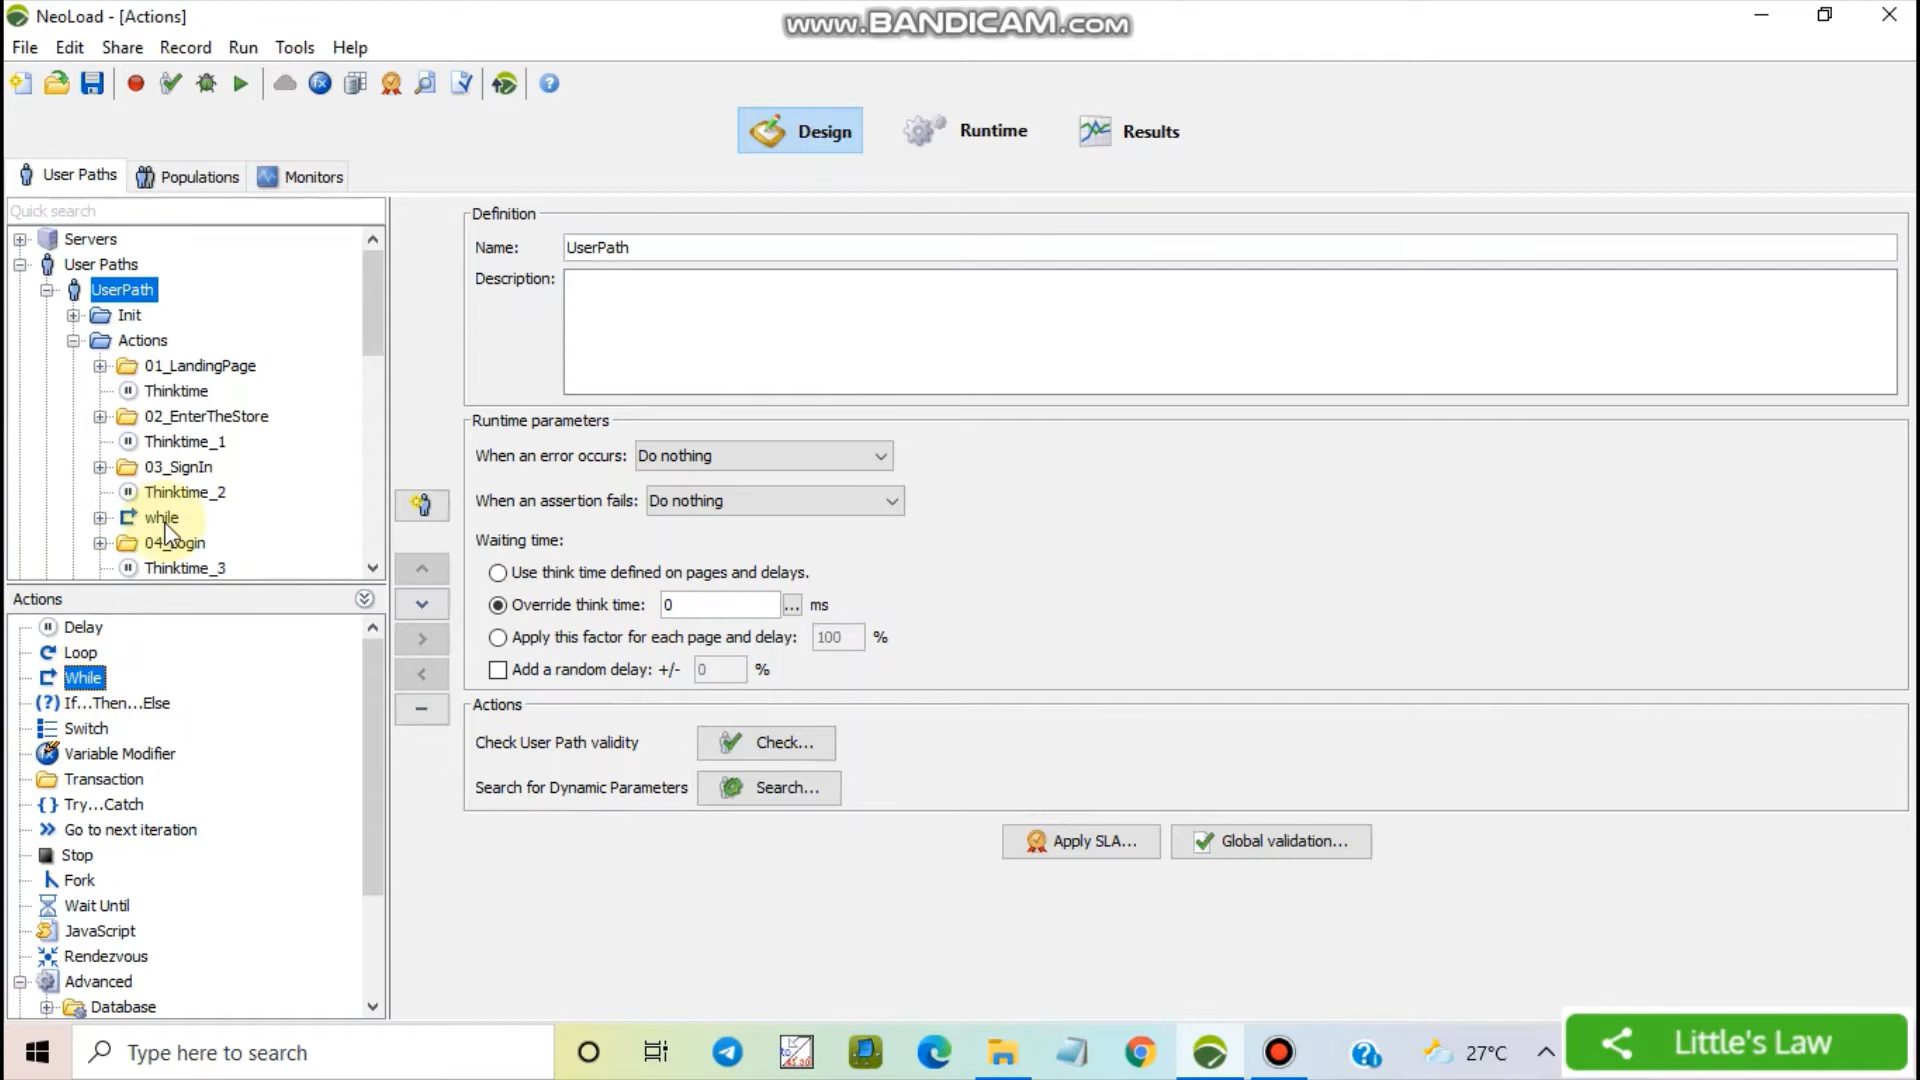 NeoLoad - [Actions]
www.BANDICAM.com
File Edit Share Record Run Tools Help
Design Runtime Results
User Paths Populations Monitors
Quick search
Servers
User Paths
UserPath
Init
Actions
01_LandingPage
Thinktime
02_EnterTheStore
Thinktime_1
03_SignIn
Thinktime_2
while
04_Login
Thinktime_3
Actions
Delay
Loop
While
If...Then...Else
Switch
Variable Modifier
Transaction
Try...Catch
Go to next iteration
Stop
Fork
Wait Until
JavaScript
Rendezvous
Advanced
Database
Definition
Name: UserPath
Description:
Runtime parameters
When an error occurs: Do nothing
When an assertion fails: Do nothing
Waiting time:
Use think time defined on pages and delays.
Override think time: 0 ... ms
Apply this factor for each page and delay: 100 %
Add a random delay: +/- 0 %
Actions
Check User Path validity Check...
Search for Dynamic Parameters Search...
Apply SLA... Global validation...
Type here to search
27°C
Little's Law